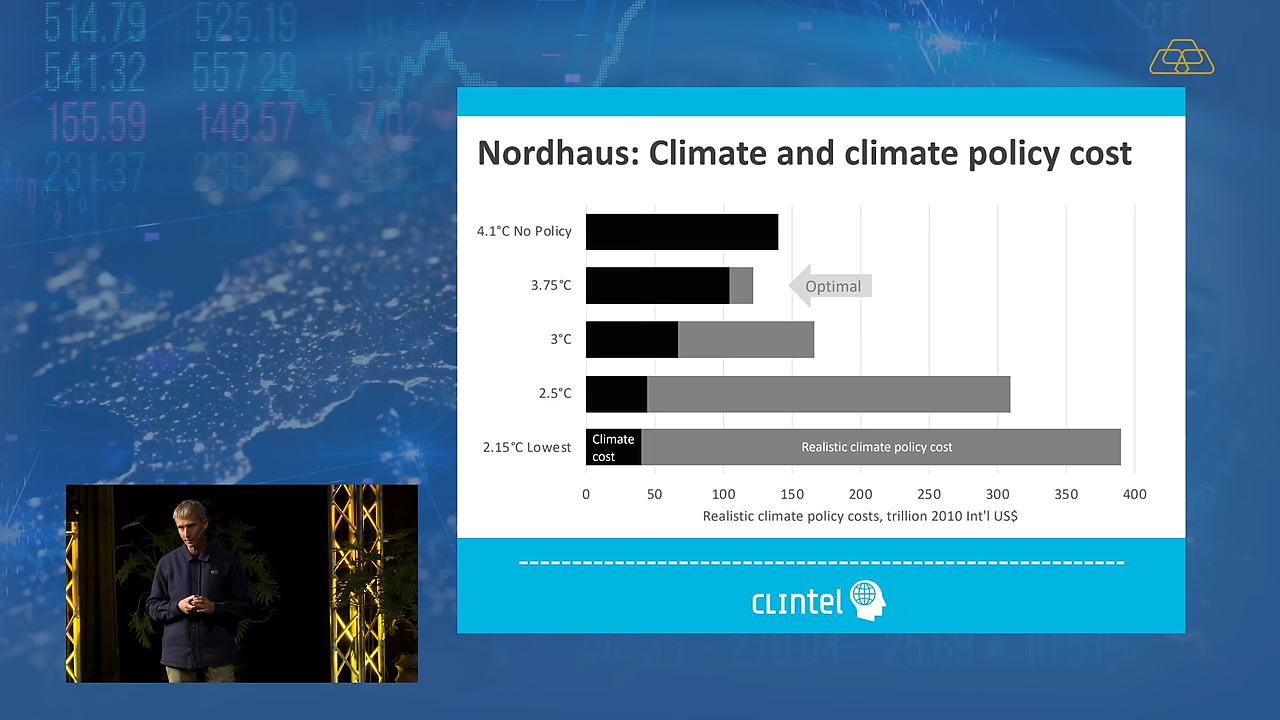 514.79 525.19
541.32 557.29 15.9
155.59 148.57 7.02
231.37 236.22
Nordhaus: Climate and climate policy cost
4.1°C No Policy
3.75°C
Optimal
3°C
2.5°C
2.15°C Lowest
Climate
cost
Realistic climate policy cost
0 50 100 150 200 250 300 350 400
Realistic climate policy costs, trillion 2010 Int'l US$
CLINTEL